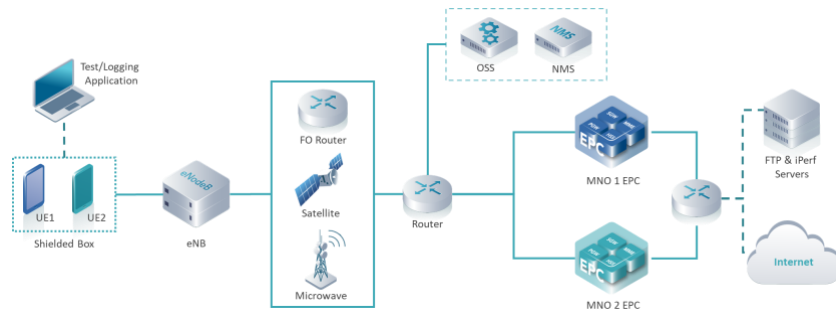 Test/Logging
Application
UE1
UE2
Shielded Box
eNodeB
eNB
FO Router
Satellite
Microwave
Router
NMS
OSS
NMS
EPC
MNO 1 EPC
EPC
MNO 2 EPC
FTP & iPerf
Servers
Internet